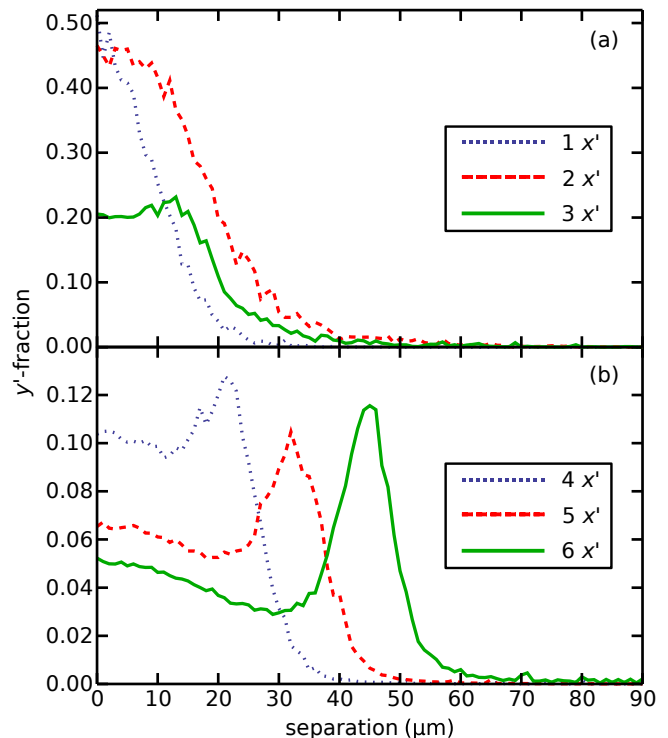 0.50
(a)
0.40
1 x'
0.30
2 x'
3 x'
0.20
0.10
0.00
y'-fraction
(b)
0.12
0.10
4 x'
0.08
5 x'
0.06
6 x'
0.04
0.02
0.00
0 10 20 30 40 50 60 70 80 90
separation (μm)